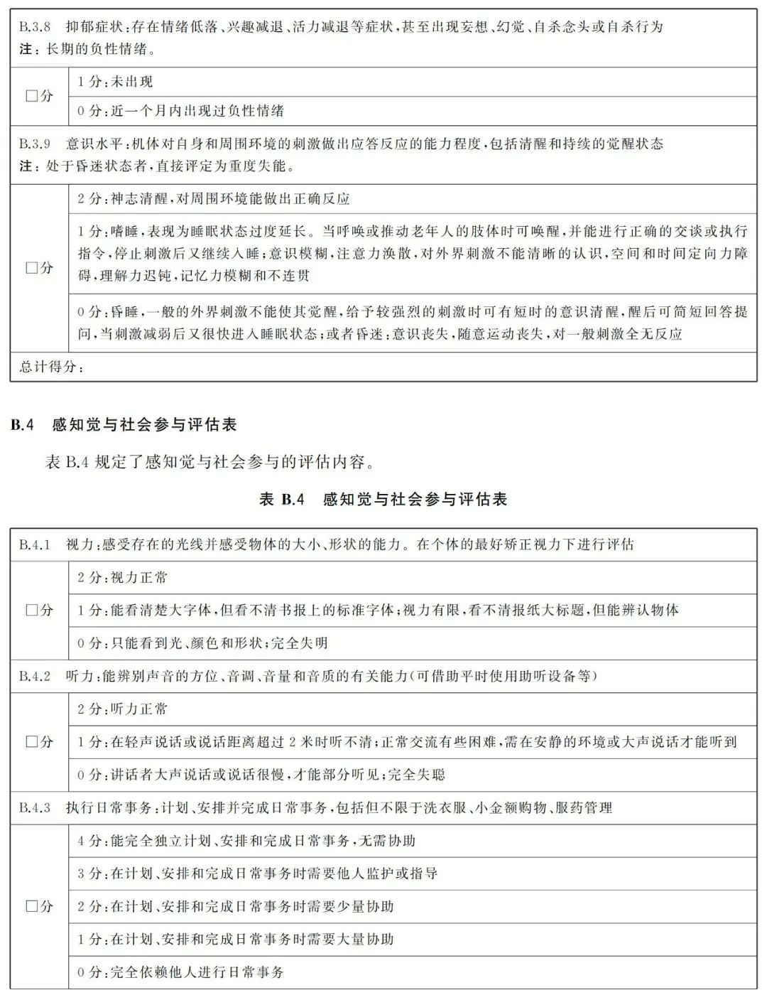 B.3.8 抑郁症状:存在情绪低落、兴趣减退、活力减退等症状,甚至出现妄想、幻觉、自杀念头或自杀行为
注: 长期的负性情绪。
□分
1 分:未出现
0 分:近一个月内出现过负性情绪
B.3.9 意识水平:机体对自身和周围环境的刺激做出应答反应的能力程度,包括清醒和持续的觉醒状态
注: 处于昏迷状态者,直接评定为重度失能。
□分
2 分:神志清醒,对周围环境能做出正确反应
1 分:嗜睡,表现为睡眠状态过度延长。当呼唤或推动老年人的肢体时可唤醒,并能进行正确的交谈或执行
指令,停止刺激后又继续入睡;意识模糊,注意力涣散,对外界刺激不能清晰的认识,空间和时间定向力障
碍,理解力迟钝,记忆力模糊和不连贯
0 分:昏睡,一般的外界刺激不能使其觉醒,给予较强烈的刺激时可有短时的意识清醒,醒后可简短回答提
问,当刺激减弱后又很快进入睡眠状态;或者昏迷:意识丧失,随意运动丧失,对一般刺激全无反应
总计得分:
B.4 感知觉与社会参与评估表
表 B.4 规定了感知觉与社会参与的评估内容。
表 B.4 感知觉与社会参与评估表
B.4.1 视力:感受存在的光线并感受物体的大小、形状的能力。在个体的最好矫正视力下进行评估
□分
2 分:视力正常
1 分:能看清楚大字体,但看不清书报上的标准字体;视力有限,看不清报纸大标题,但能辨认物体
0 分:只能看到光、颜色和形状;完全失明
B.4.2 听力:能辨别声音的方位、音调、音量和音质的有关能力(可借助平时使用助听设备等)
□分
2 分:听力正常
1 分:在轻声说话或说话距离超过 2 米时听不清;正常交流有些困难,需在安静的环境或大声说话才能听到
0 分:讲话者大声说话或说话很慢,才能部分听见;完全失聪
B.4.3 执行日常事务:计划、安排并完成日常事务,包括但不限于洗衣服、小金额购物、服药管理
□分
4 分:能完全独立计划、安排和完成日常事务,无需协助
3 分:在计划、安排和完成日常事务时需要他人监护或指导
2 分:在计划、安排和完成日常事务时需要少量协助
1 分:在计划、安排和完成日常事务时需要大量协助
0 分:完全依赖他人进行日常事务